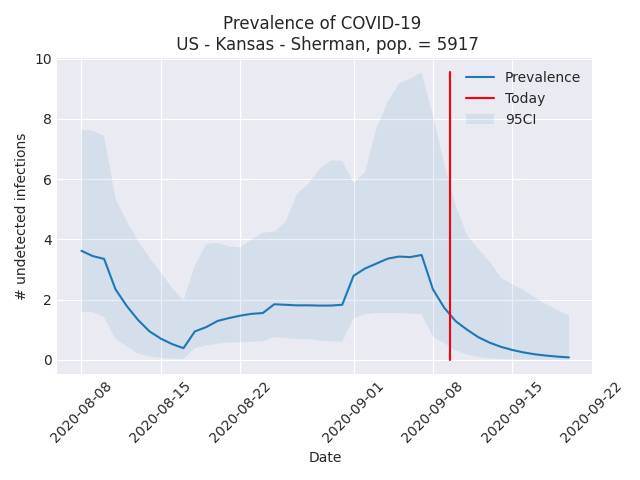 Prevalence of COVID-19
US - Kansas - Sherman, pop. = 5917
Prevalence
Today
95CI
# undetected infections
10
8
6
4
2
0
2020-08-08
2020-08-15
2020-08-22
2020-09-01
2020-09-08
2020-09-15
2020-09-22
Date